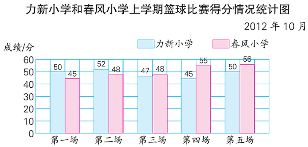 力新小学和春风小学上学期篮球比赛得分情况统计图
2012 年 10 月
成绩/分
力新小学 春风小学
60
50
40
30
20
10
0
50 45 52 48 47 48 45 55 50 56
第一场 第二场 第三场 第四场 第五场